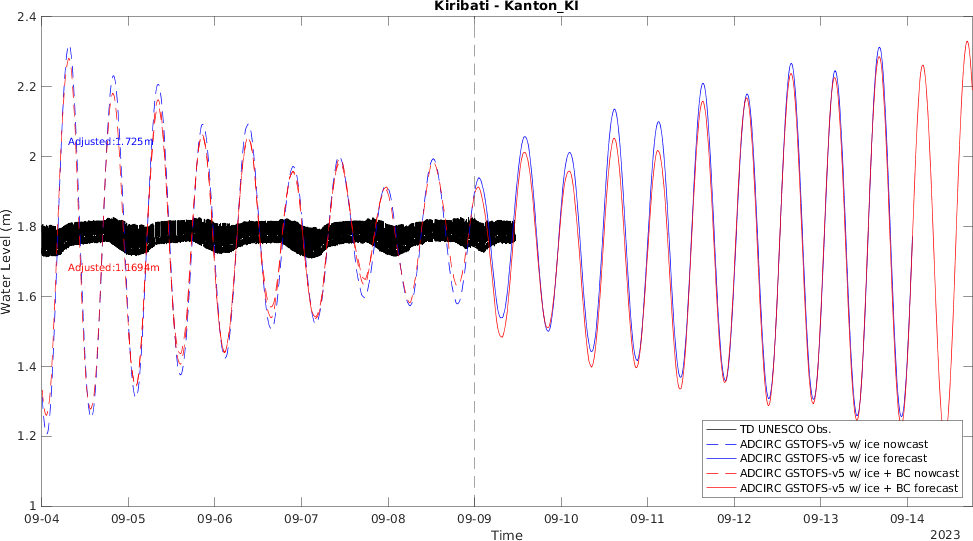 Kiribati - Kanton_KI
2.4
2.2
2
1.8
1.6
1.4
1.2
1
Water Level (m)
Adjusted:1.725m
Adjusted:1.1694m
TD UNESCO Obs.
ADCIRC GSTOFS-v5 w/ ice nowcast
ADCIRC GSTOFS-v5 w/ ice forecast
ADCIRC GSTOFS-v5 w/ ice + BC nowcast
ADCIRC GSTOFS-v5 w/ ice + BC forecast
09-04 09-05 09-06 09-07 09-08 09-09 09-10 09-11 09-12 09-13 09-14
Time
2023